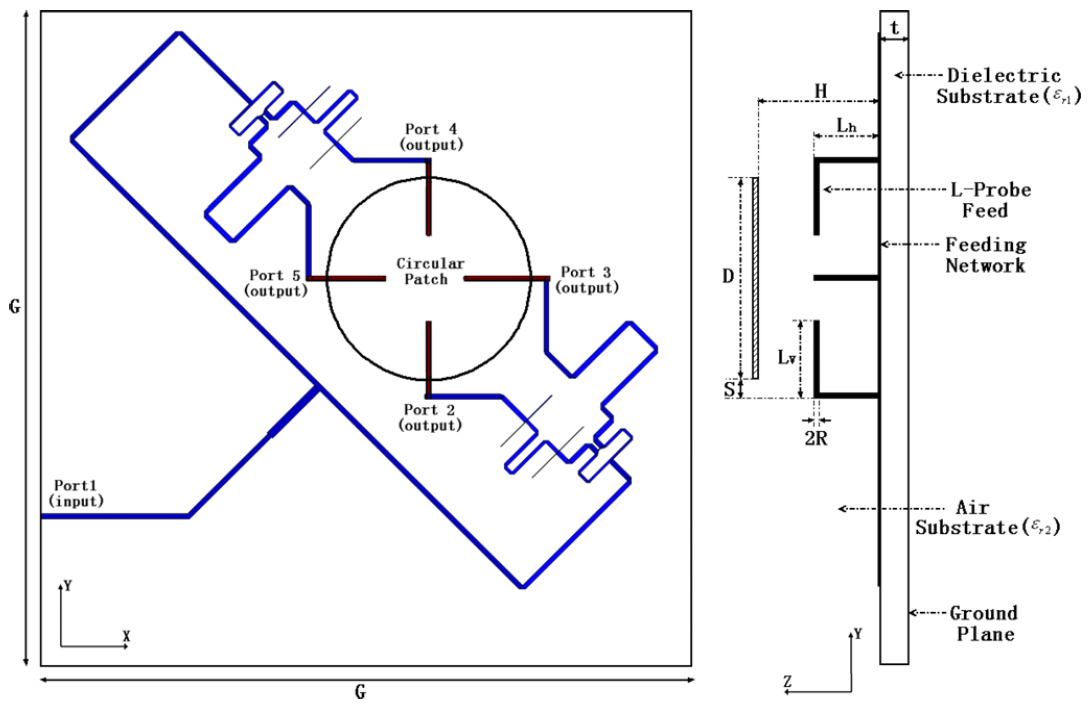 Port 4
(output)
Port 5
(output)
Circular
Patch
Port 3
(output)
Port 2
(output)
Port1
(input)
G
G
Y
X
t
H
Lh
D
Lv
S
2R
Dielectric
Substrate(εr1)
L-Probe
Feed
Feeding
Network
Air
Substrate(εr2)
Ground
Plane
Y
Z